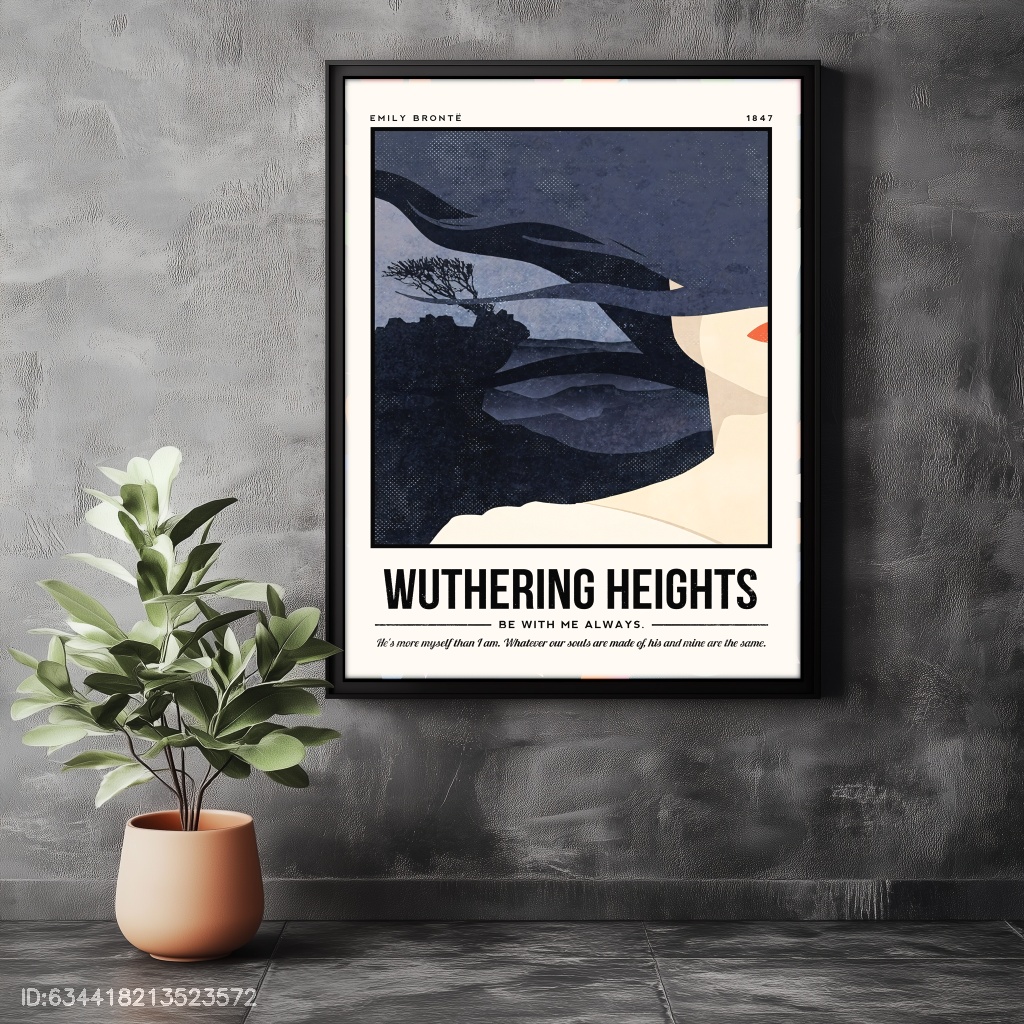 EMILY BRONTË
1847
WUTHERING HEIGHTS
BE WITH ME ALWAYS.
He's more myself than I am. Whatever our souls are made of, his and mine are the same.
ID:634418213523572